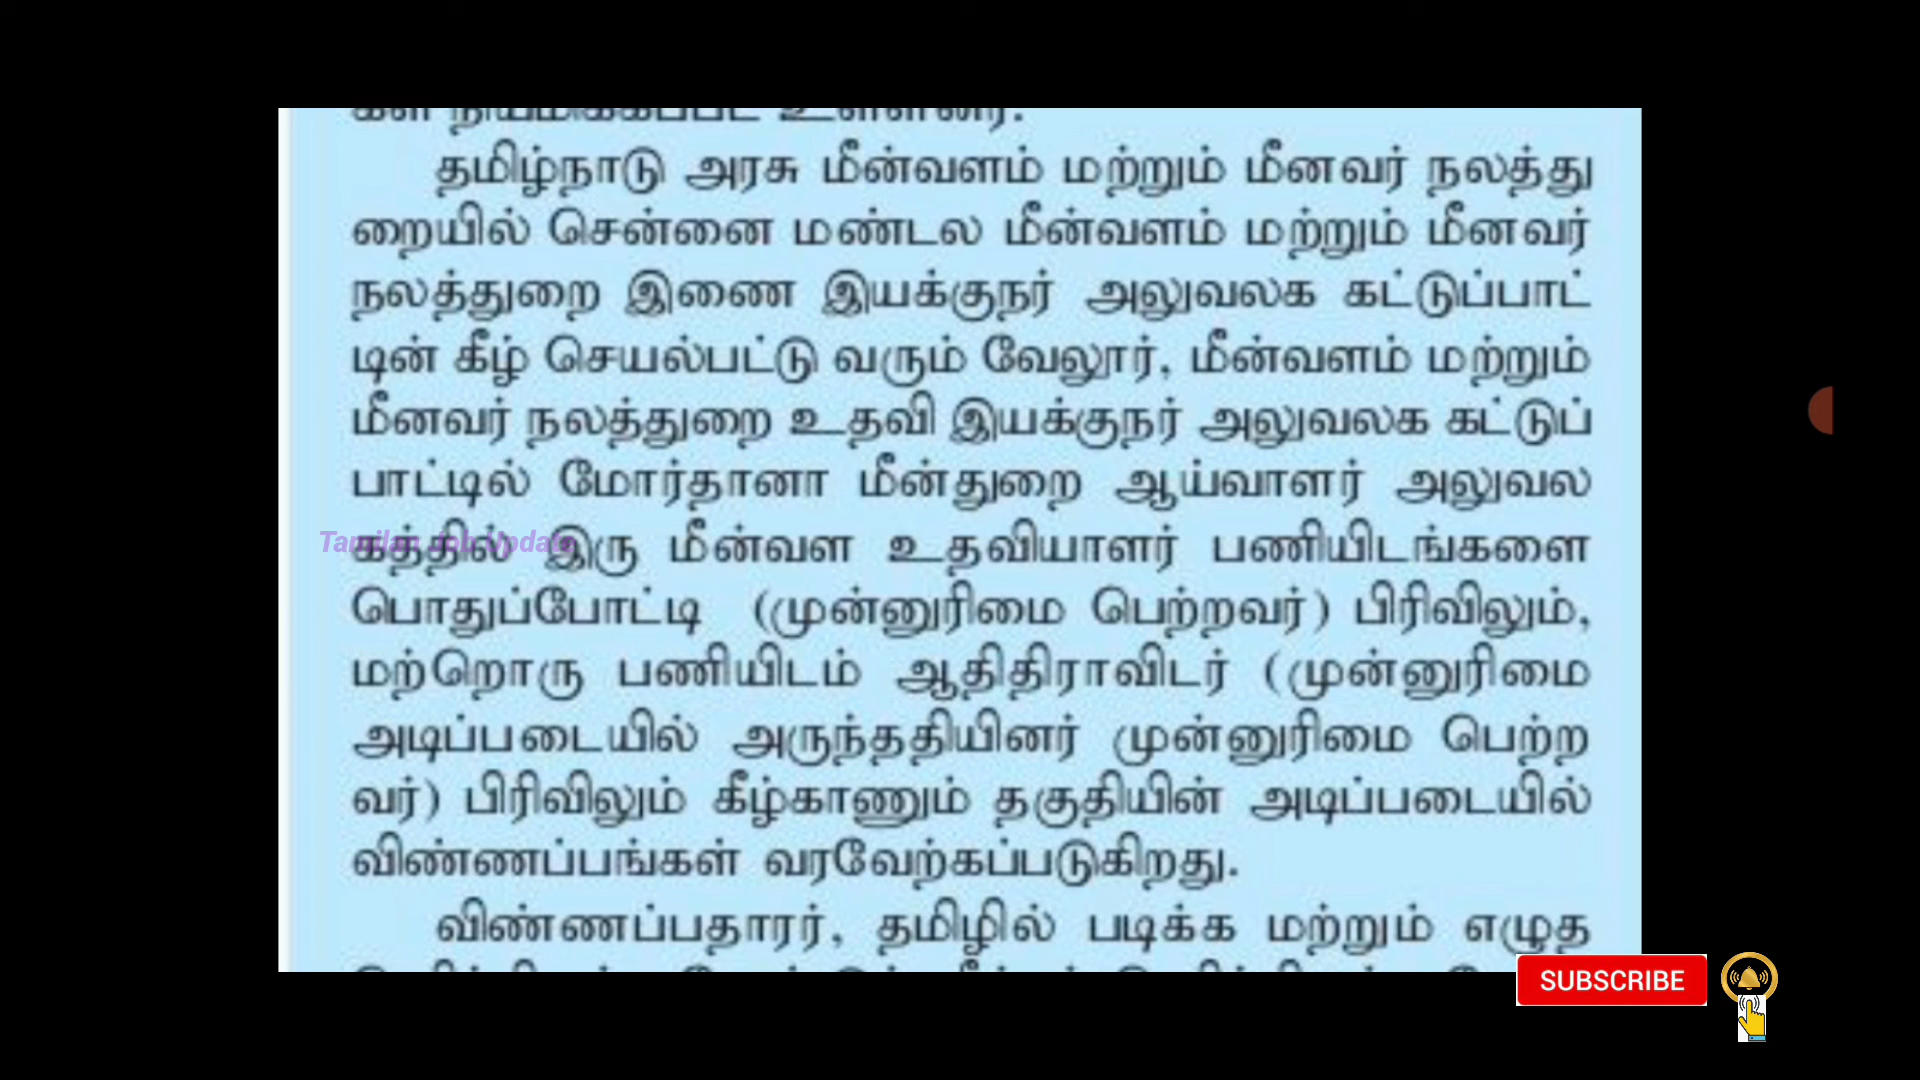 தமிழ்நாடு அரசு மீன்வளம் மற்றும் மீனவர் நலத்து
றையில் சென்னை மண்டல மீன்வளம் மற்றும் மீனவர்
நலத்துறை இணை இயக்குநர் அலுவலக கட்டுப்பாட்
டின் கீழ் செயல்பட்டு வரும் வேலூர், மீன்வளம் மற்றும்
மீனவர் நலத்துறை உதவி இயக்குநர் அலுவலக கட்டுப்
பாட்டில் மோர்தானா மீன்துறை ஆய்வாளர் அலுவல
கத்தில் இரு மீன்வள உதவியாளர் பணியிடங்களை
Tamilan Job Update
பொதுப்போட்டி (முன்னுரிமை பெற்றவர்) பிரிவிலும்,
மற்றொரு பணியிடம் ஆதிதிராவிடர் (முன்னுரிமை
அடிப்படையில் அருந்ததியினர் முன்னுரிமை பெற்ற
வர்) பிரிவிலும் கீழ்காணும் தகுதியின் அடிப்படையில்
விண்ணப்பங்கள் வரவேற்கப்படுகிறது.
விண்ணப்பதாரர், தமிழில் படிக்க மற்றும் எழுத
SUBSCRIBE